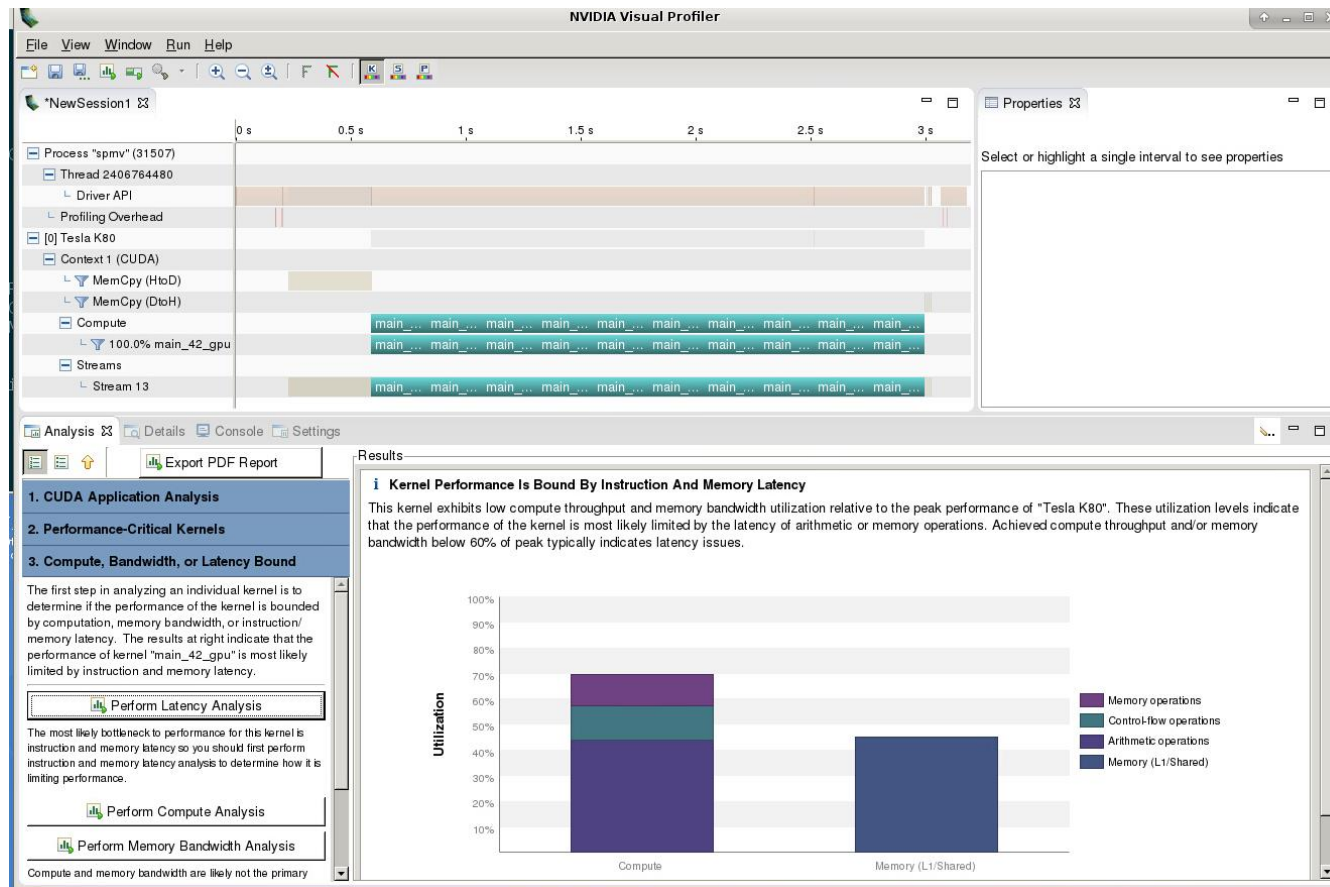 NVIDIA Visual Profiler
File View Window Run Help
*NewSession1
Properties
0 s 0.5 s 1 s 1.5 s 2 s 2.5 s 3 s
Process "spmv" (31507)
Select or highlight a single interval to see properties
Thread 2406764480
Driver API
Profiling Overhead
[0] Tesla K80
Context 1 (CUDA)
MemCpy (HtoD)
MemCpy (DtoH)
Compute
main_... main_... main_... main_... main_... main_... main_... main_... main_... main_...
100.0% main_42_gpu
main_... main_... main_... main_... main_... main_... main_... main_... main_... main_...
Streams
Stream 13
main_... main_... main_... main_... main_... main_... main_... main_... main_... main_...
Analysis Details Console Settings
Export PDF Report
1. CUDA Application Analysis
2. Performance-Critical Kernels
3. Compute, Bandwidth, or Latency Bound
The first step in analyzing an individual kernel is to
determine if the performance of the kernel is bounded
by computation, memory bandwidth, or instruction/
memory latency. The results at right indicate that the
performance of kernel "main_42_gpu" is most likely
limited by instruction and memory latency.
Perform Latency Analysis
The most likely bottleneck to performance for this kernel is
instruction and memory latency so you should first perform
instruction and memory latency analysis to determine how it is
limiting performance.
Perform Compute Analysis
Perform Memory Bandwidth Analysis
Compute and memory bandwidth are likely not the primary
Results
i Kernel Performance Is Bound By Instruction And Memory Latency
This kernel exhibits low compute throughput and memory bandwidth utilization relative to the peak performance of "Tesla K80". These utilization levels indicate
that the performance of the kernel is most likely limited by the latency of arithmetic or memory operations. Achieved compute throughput and/or memory
bandwidth below 60% of peak typically indicates latency issues.
100%
90%
80%
70%
60%
50%
40%
30%
20%
10%
Utilization
Compute
Memory (L1/Shared)
Memory operations
Control-flow operations
Arithmetic operations
Memory (L1/Shared)